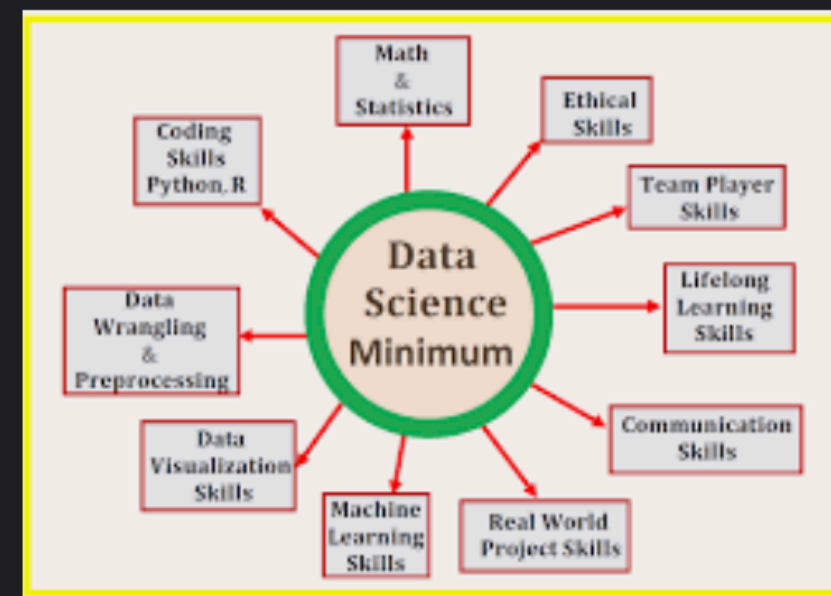 Math
&
Statistics
Ethical
Skills
Team Player
Skills
Lifelong
Learning
Skills
Communication
Skills
Real World
Project Skills
Machine
Learning
Skills
Data
Visualization
Skills
Data
Wrangling
&
Preprocessing
Coding
Skills
Python, R
Data
Science
Minimum